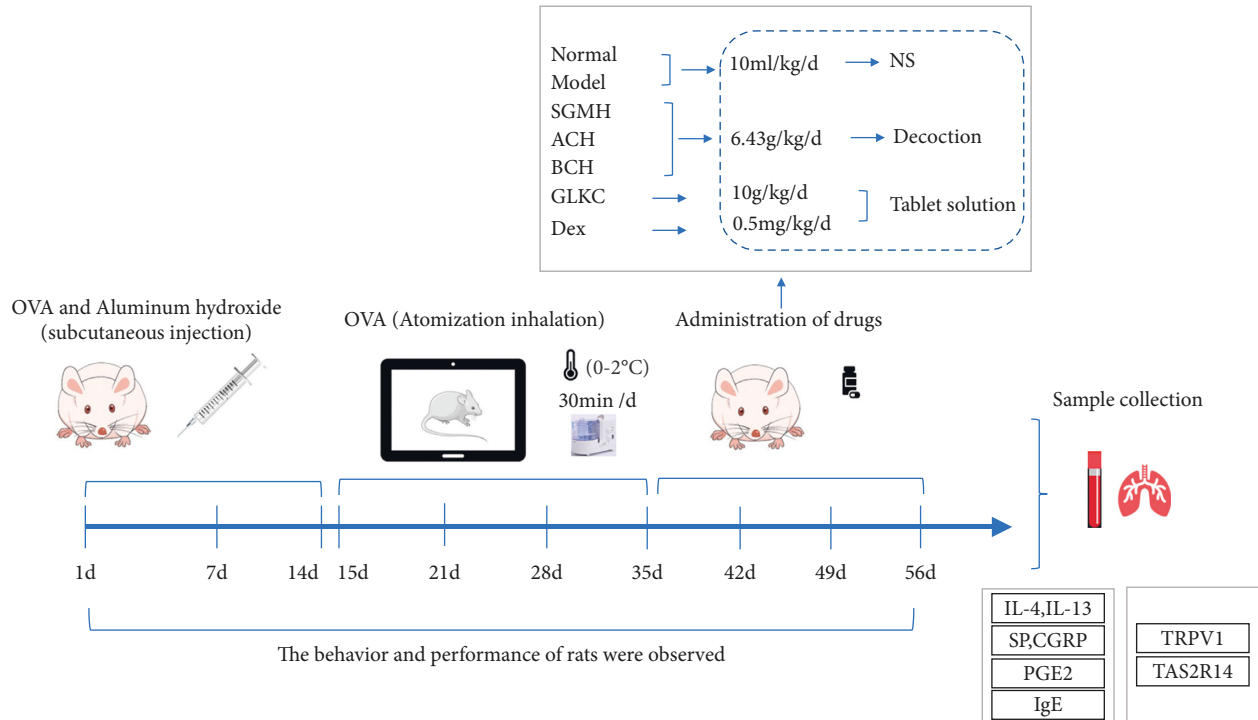 Normal
Model
10ml/kg/d
NS
SGMH
ACH
BCH
6.43g/kg/d
Decoction
GLKC
10g/kg/d
Dex
0.5mg/kg/d
Tablet solution
OVA and Aluminum hydroxide
(subcutaneous injection)
OVA (Atomization inhalation)
(0-2°C)
30min /d
Administration of drugs
Sample collection
1d
7d
14d
15d
21d
28d
35d
42d
49d
56d
The behavior and performance of rats were observed
IL-4,IL-13
SP,CGRP
PGE2
IgE
TRPV1
TAS2R14